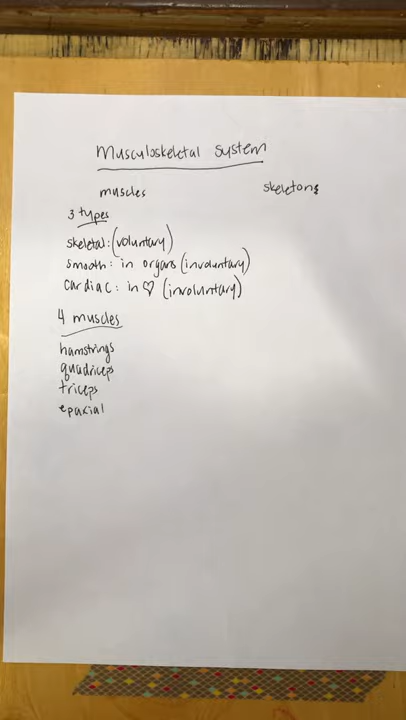 Musculoskeletal System
muscles
skeletons
3 types
skeletal: (voluntary)
smooth: in organs (involuntary)
cardiac: in ♡ (involuntary)
4 muscles
hamstrings
quadriceps
triceps
epaxial